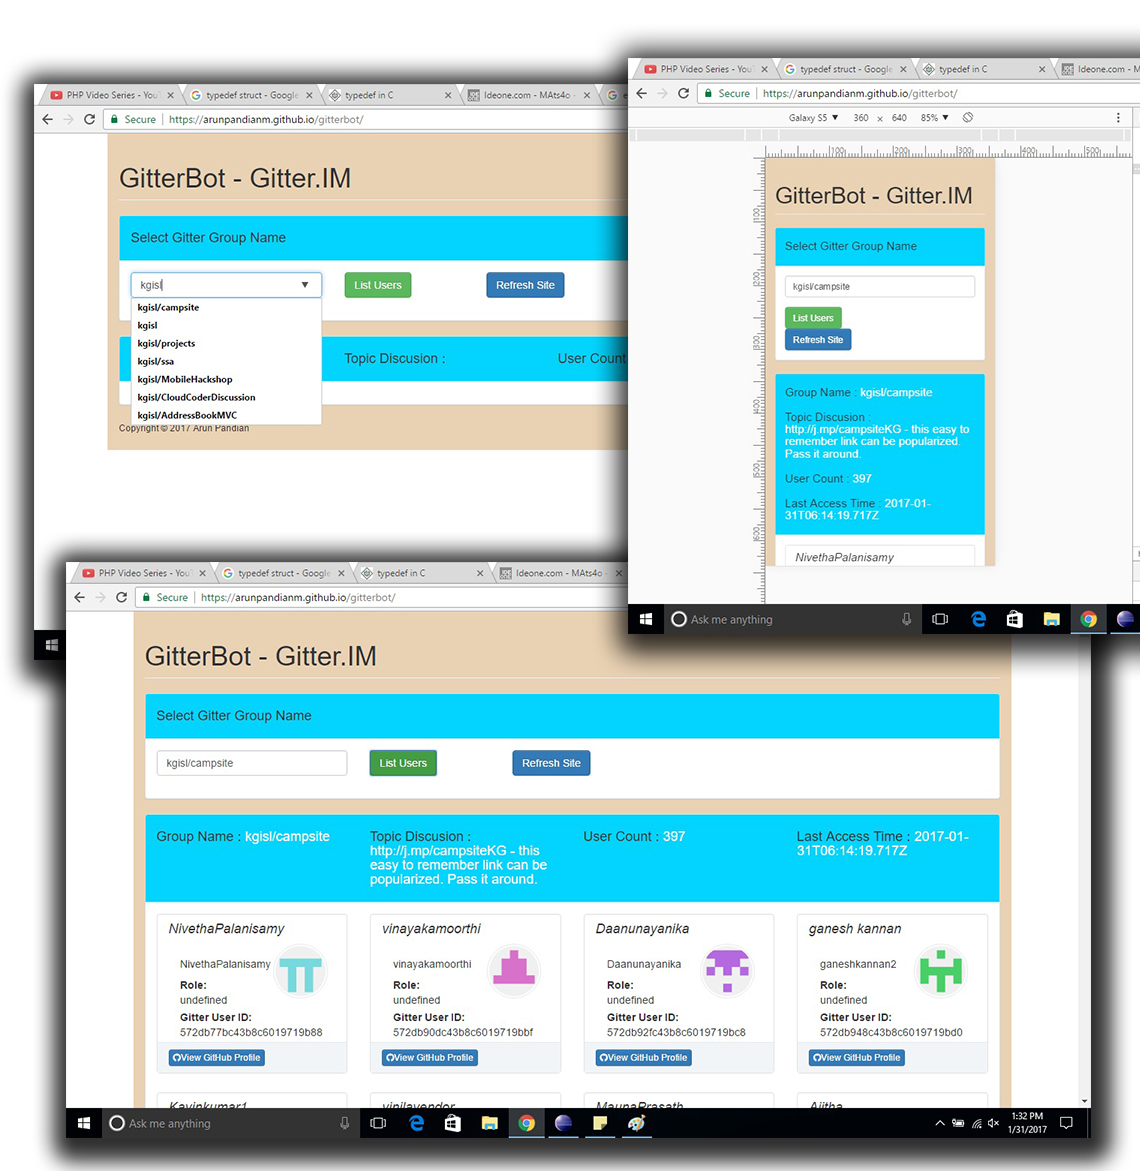 PHP Video Series - You
typedef struct - Google
typedef in C
Ideone.com - MAts4o
Secure
https://arunpandianm.github.io/gitterbot/
GitterBot - Gitter.IM
Select Gitter Group Name
kgisl
List Users
Refresh Site
kgisl/campsite
kgisl
kgisl/projects
kgisl/ssa
kgisl/MobileHackshop
kgisl/CloudCoderDiscussion
kgisl/AddressBookMVC
Topic Discusion :
User Count
Copyright © 2017 Arun Pandian
PHP Video Series - You
typedef struct - Google
typedef in C
Ideone.com - M
Secure
https://arunpandianm.github.io/gitterbot/
Galaxy S5 ▼ 360 x 640 85% ▼
100 200 300 400 500
100
200
300
400
500
600
GitterBot - Gitter.IM
Select Gitter Group Name
kgisl/campsite
List Users
Refresh Site
Group Name : kgisl/campsite
Topic Discusion :
http://j.mp/campsiteKG - this easy to
remember link can be popularized.
Pass it around.
User Count : 397
Last Access Time : 2017-01-
31T06:14:19.717Z
NivethaPalanisamy
Ask me anything
PHP Video Series - You
typedef struct - Google
typedef in C
Ideone.com - MAts4o
Secure
https://arunpandianm.github.io/gitterbot/
GitterBot - Gitter.IM
Select Gitter Group Name
kgisl/campsite
List Users
Refresh Site
Group Name : kgisl/campsite
Topic Discusion :
http://j.mp/campsiteKG - this
easy to remember link can be
popularized. Pass it around.
User Count : 397
Last Access Time : 2017-01-
31T06:14:19.717Z
NivethaPalanisamy
NivethaPalanisamy
Role:
undefined
Gitter User ID:
572db77bc43b8c6019719b88
View GitHub Profile
vinayakamoorthi
vinayakamoorthi
Role:
undefined
Gitter User ID:
572db90dc43b8c6019719bbf
View GitHub Profile
Daanunayanika
Daanunayanika
Role:
undefined
Gitter User ID:
572db92fc43b8c6019719bc8
View GitHub Profile
ganesh kannan
ganeshkannan2
Role:
undefined
Gitter User ID:
572db948c43b8c6019719bd0
View GitHub Profile
Kavinkumar1
MaunaPrasath
Ajitha
Ask me anything
1:32 PM
1/31/2017